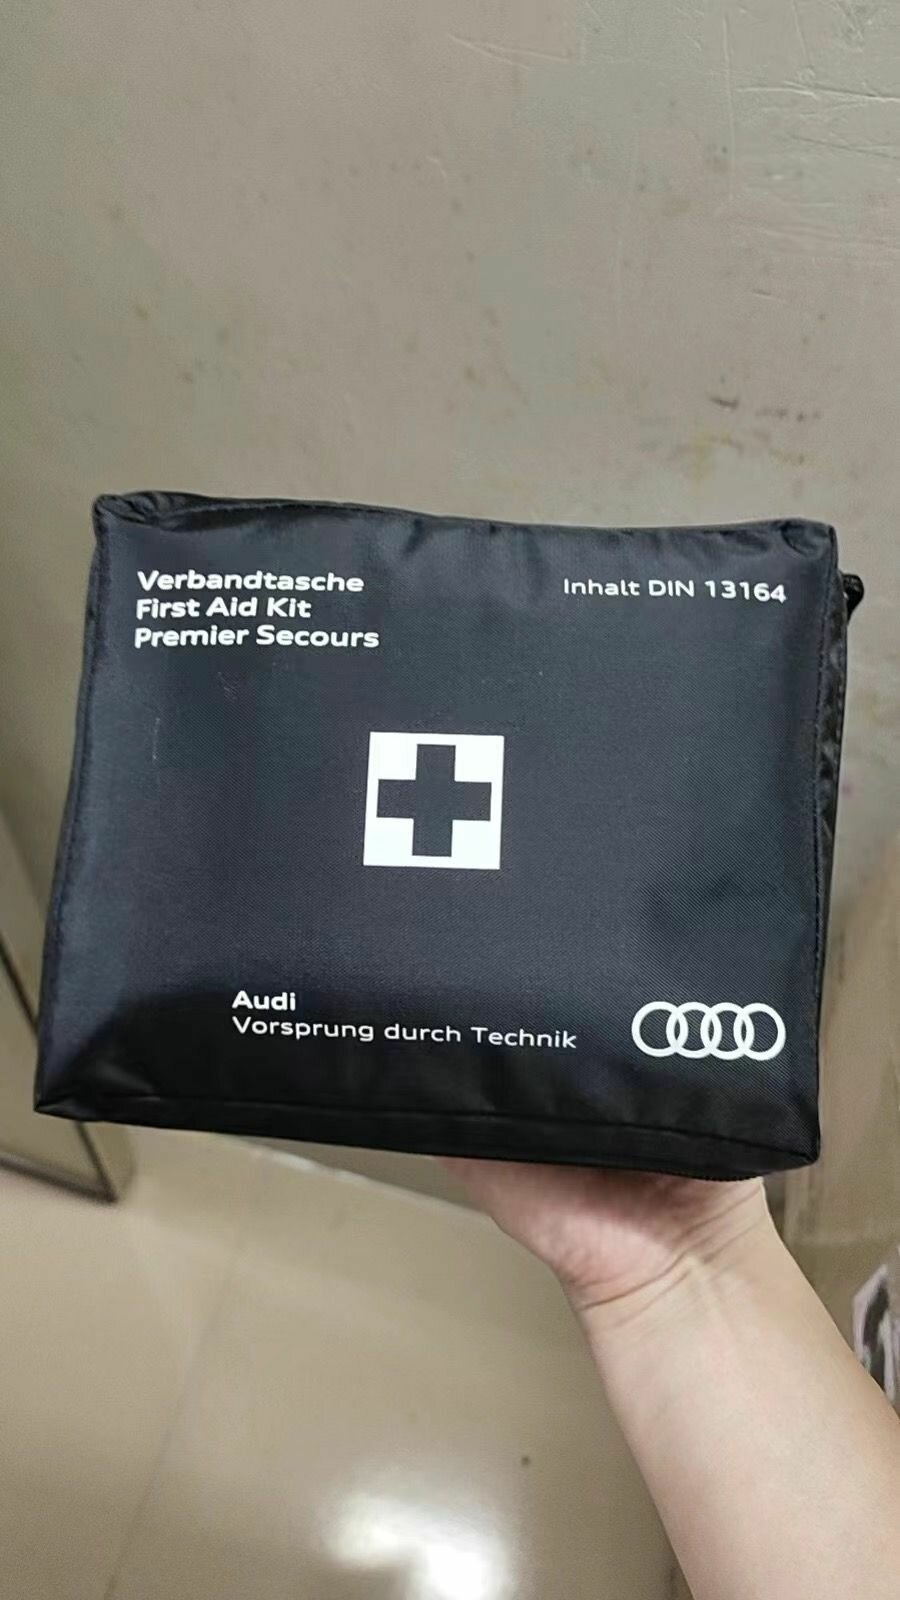 Verbandtasche
First Aid Kit
Premier Secours
Inhalt DIN 13164
Audi
Vorsprung durch Technik